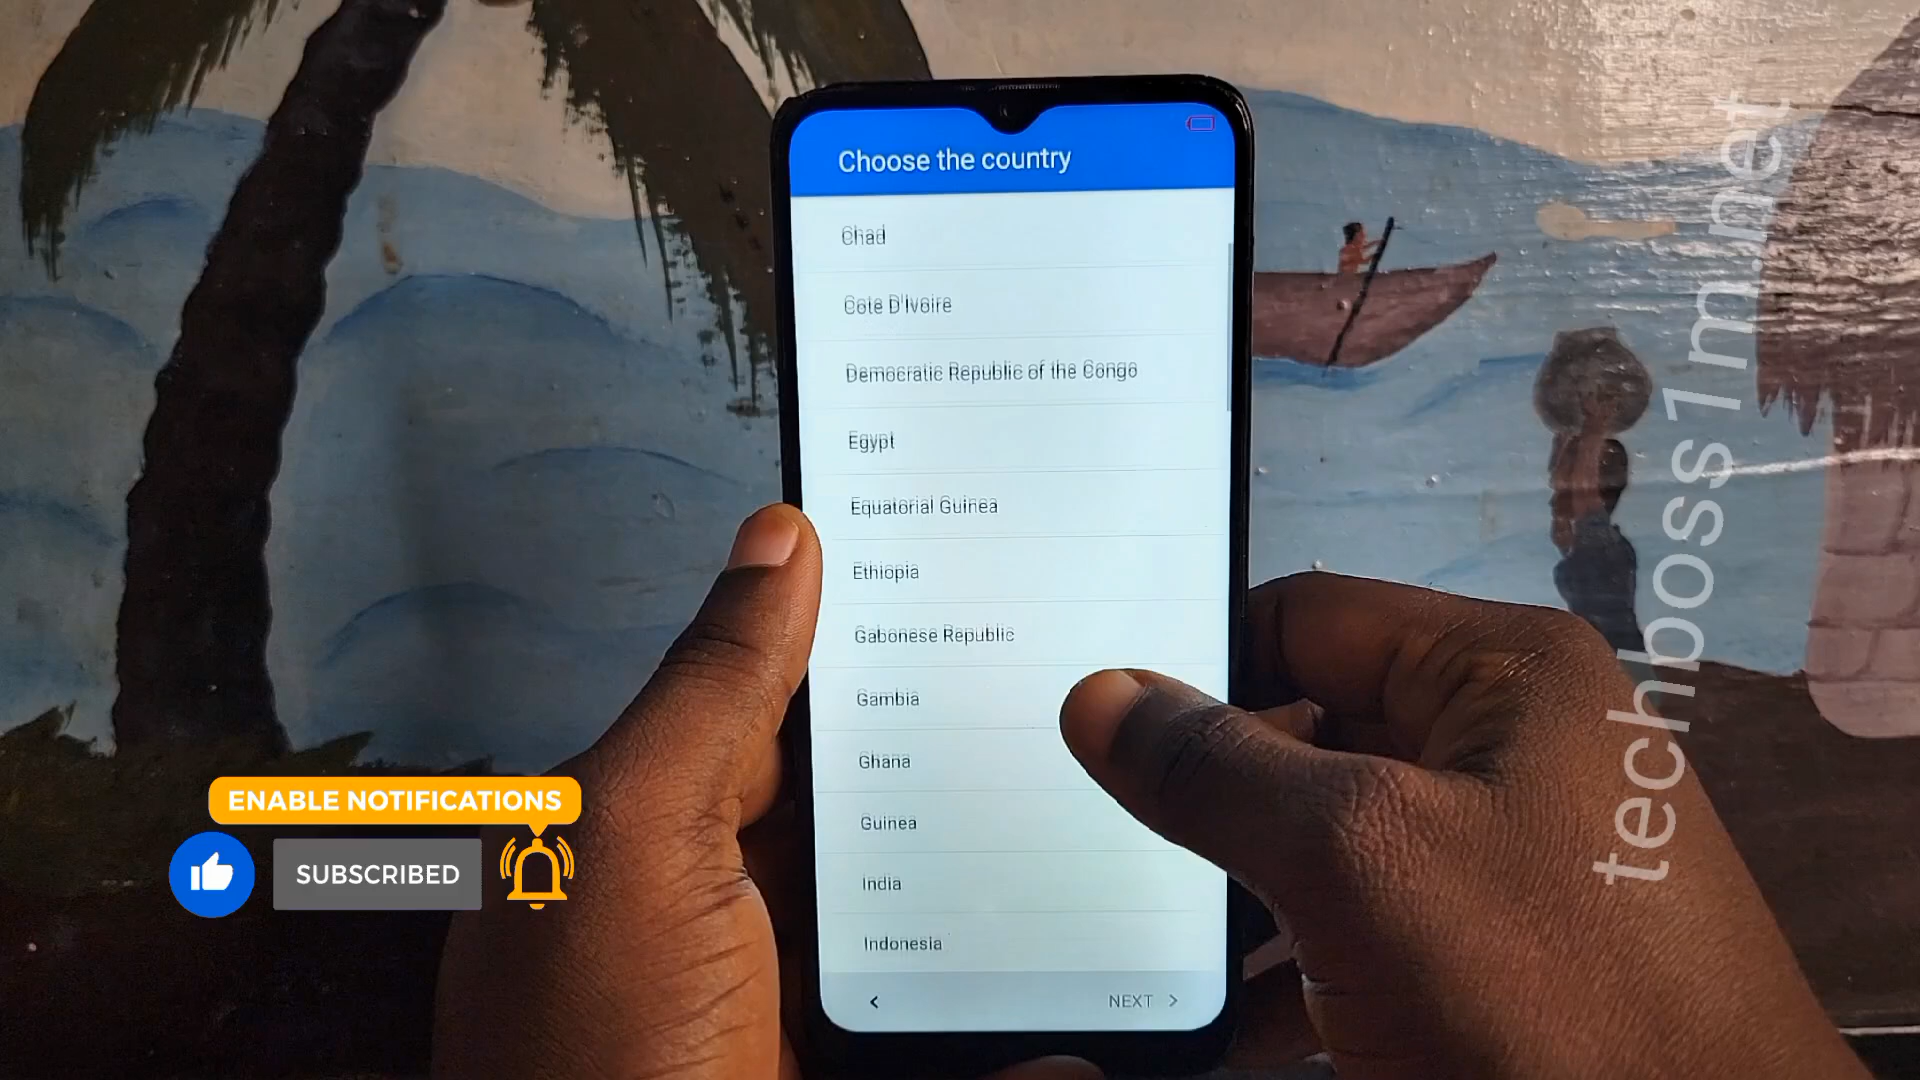 Choose the country
Chad
Cote D'Ivoire
Democratic Republic of the Congo
Egypt
Equatorial Guinea
Ethiopia
Gabonese Republic
Gambia
Ghana
Guinea
India
Indonesia
NEXT
ENABLE NOTIFICATIONS
SUBSCRIBED
techboss1m.net